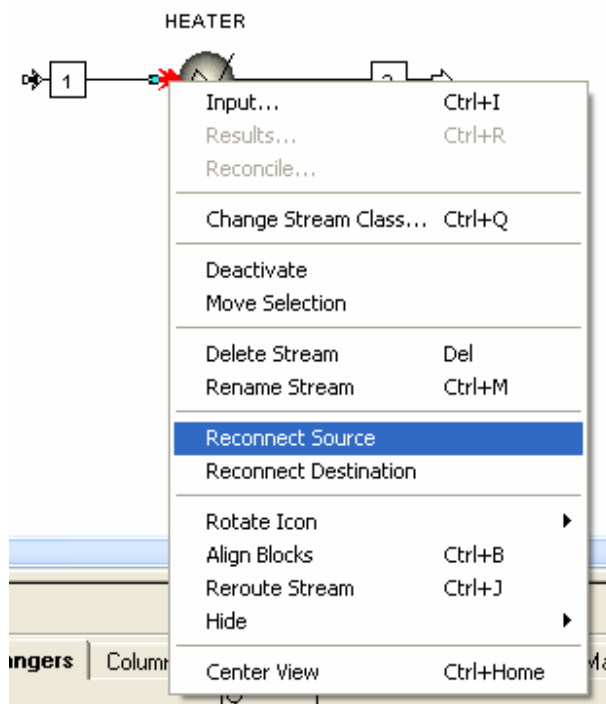 HEATER
1
Input... Ctrl+I
Results... Ctrl+R
Reconcile...
Change Stream Class... Ctrl+Q
Deactivate
Move Selection
Delete Stream Del
Rename Stream Ctrl+M
Reconnect Source
Reconnect Destination
Rotate Icon
Align Blocks Ctrl+B
Reroute Stream Ctrl+J
Hide
Center View Ctrl+Home
angers Column Ma